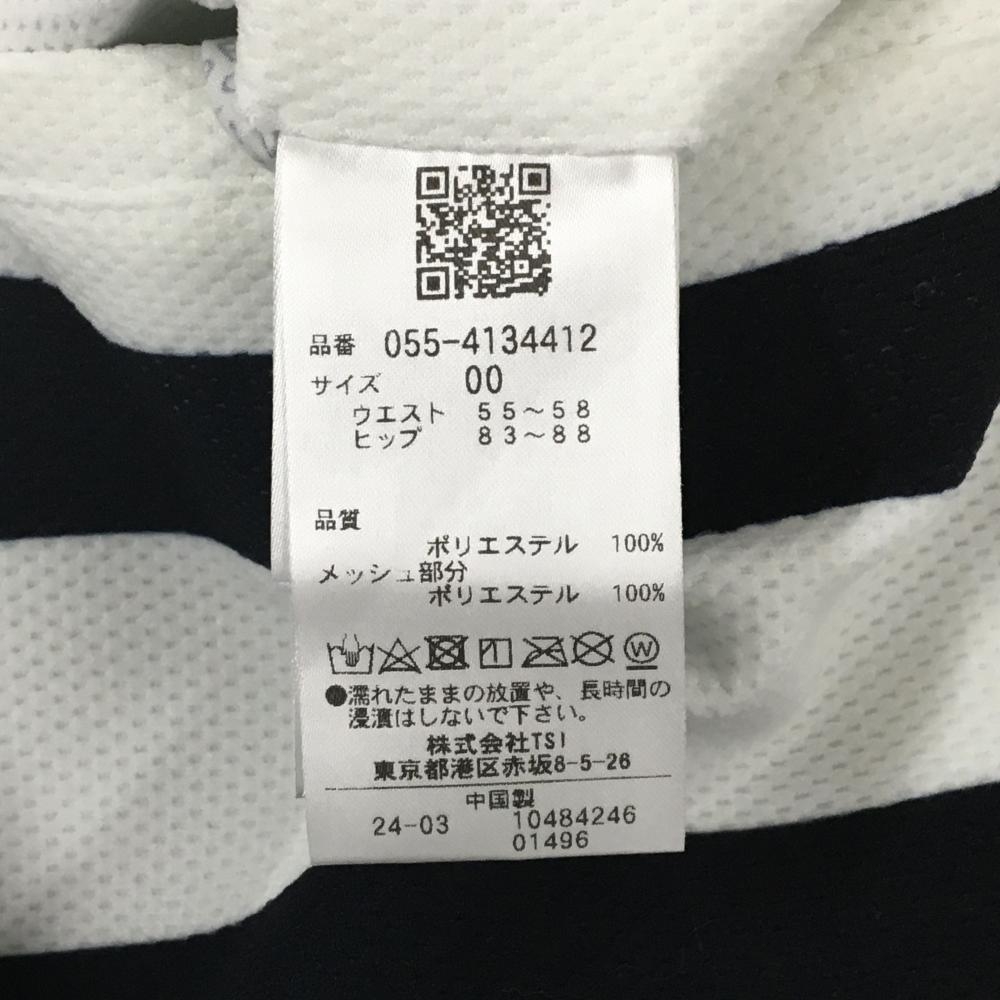 品番 055-4134412
サイズ 00
ウエスト 55~58
ヒップ 83~88
品質
ポリエステル 100%
メッシュ部分
ポリエステル 100%
W
●濡れたままの放置や、長時間の
浸漬はしないで下さい。
株式会社TSI
東京都港区赤坂8-5-26
中国製
24-03 10484246
01496